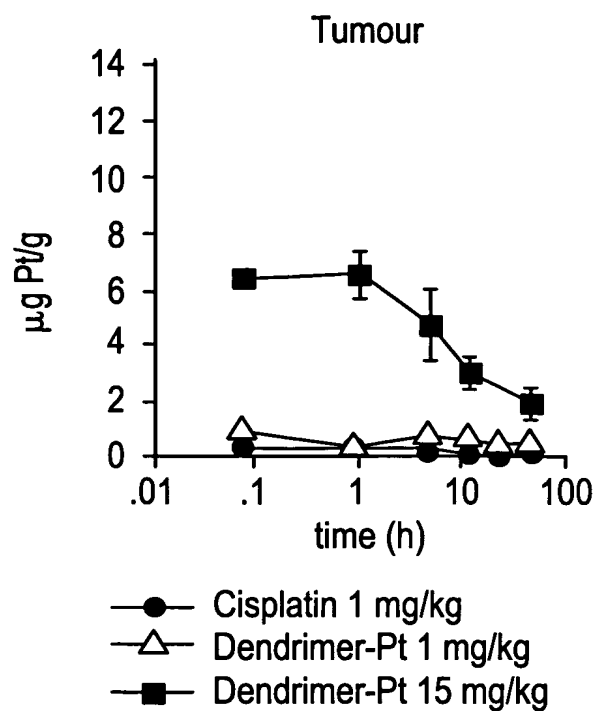 Tumour
14
12
10
8
6
4
2
0
µg Pt/g
.01 .1 1 10 100
time (h)
Cisplatin 1 mg/kg
Dendrimer-Pt 1 mg/kg
Dendrimer-Pt 15 mg/kg